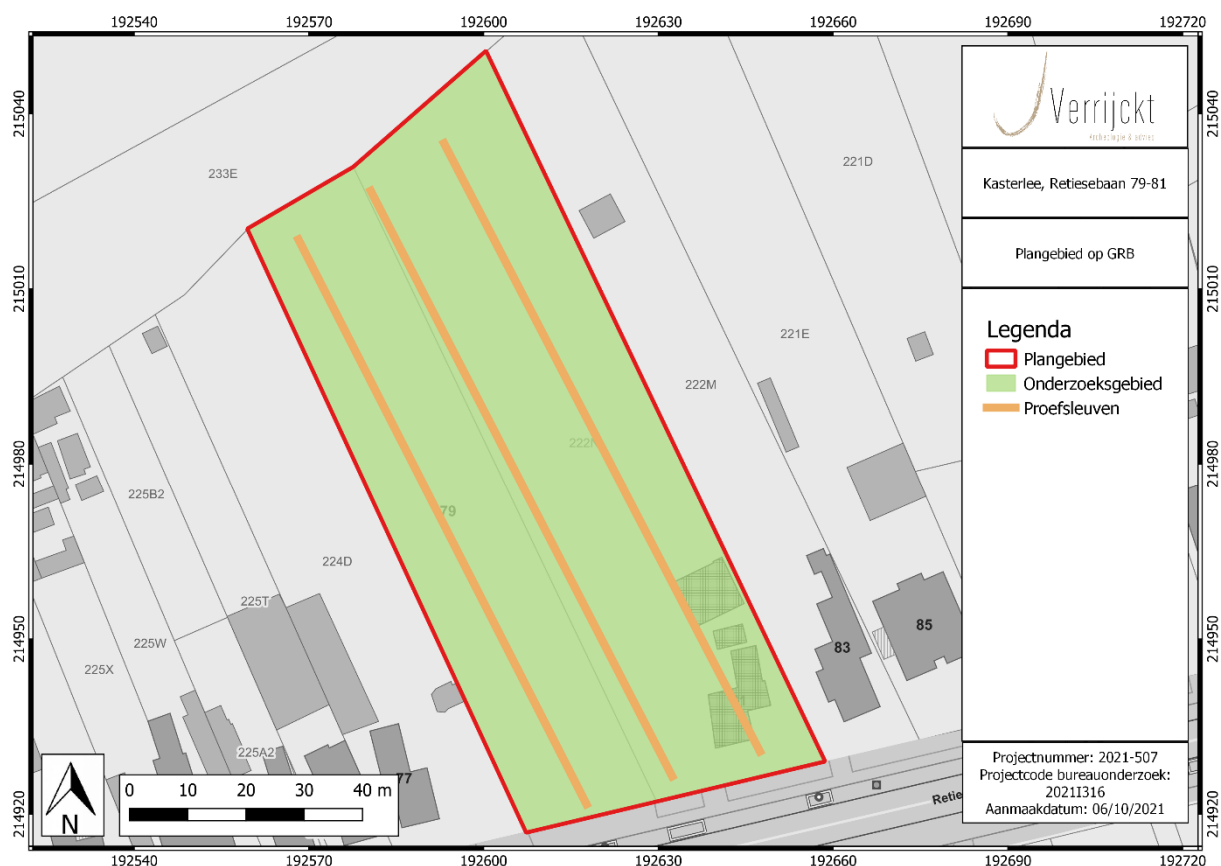 192540 192570 192600 192630 192660 192690 192720
215040
215010
214980
214950
214920
215040
215010
214980
214950
214920
192540 192570 192600 192630 192660 192690 192720
Verrijckt
Archeologie & advies
Kasterlee, Retiesebaan 79-81
Plangebied op GRB
Legenda
Plangebied
Onderzoeksgebied
Proefsleuven
Projectnummer: 2021-507
Projectcode bureauonderzoek:
2021I316
Aanmaakdatum: 06/10/2021
233E
221D
221E
222M
79
225B2
224D
225T
225W
225X
225A2
77
83
85
0 10 20 30 40 m
N